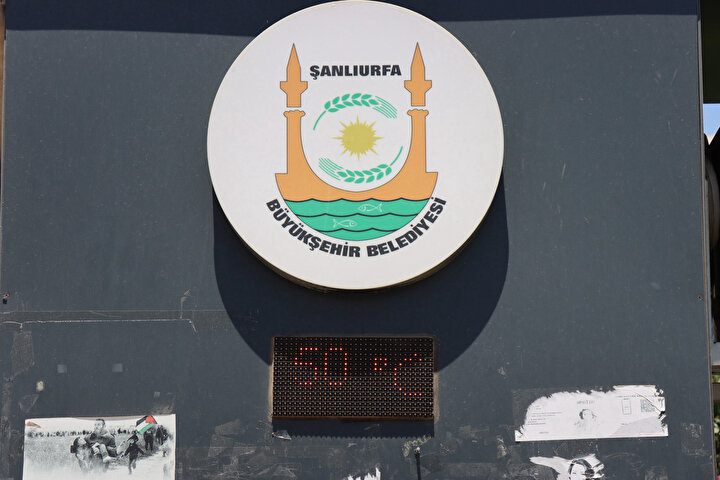 ŞANLIURFA
BÜYÜKŞEHİR BELEDİYESİ
50 °C